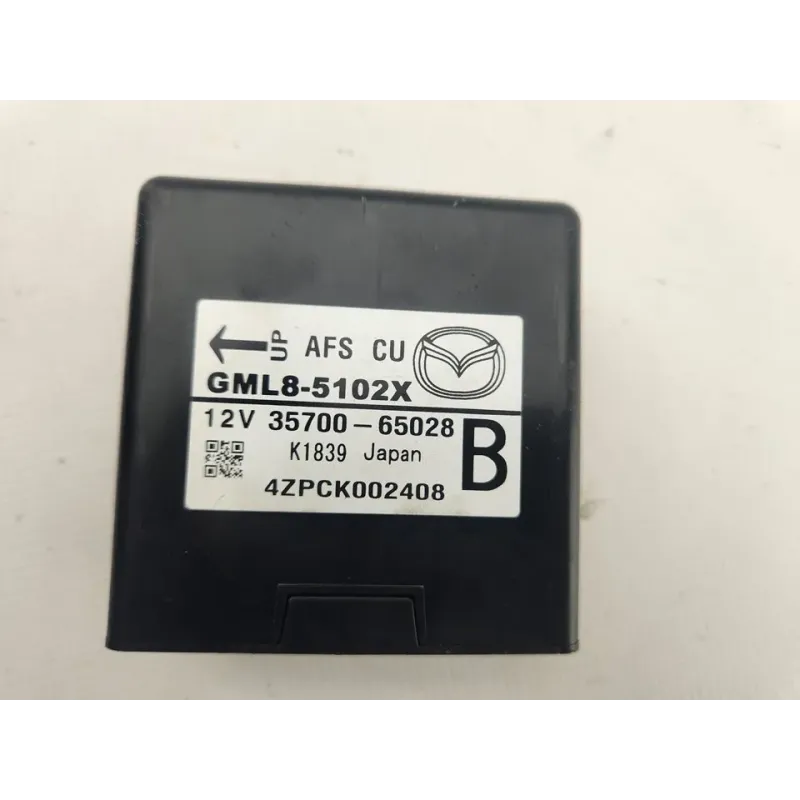 UP AFS CU
GML8-5102X
12V 35700-65028
K1839 Japan B
4ZPCK002408